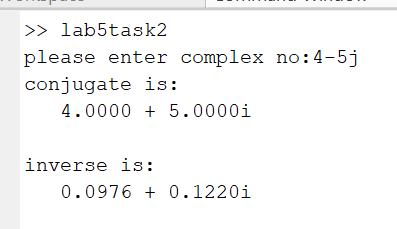 >> lab5task2
please enter complex no:4-5j
conjugate is:
4.0000 + 5.0000i
inverse is:
0.0976 + 0.1220i